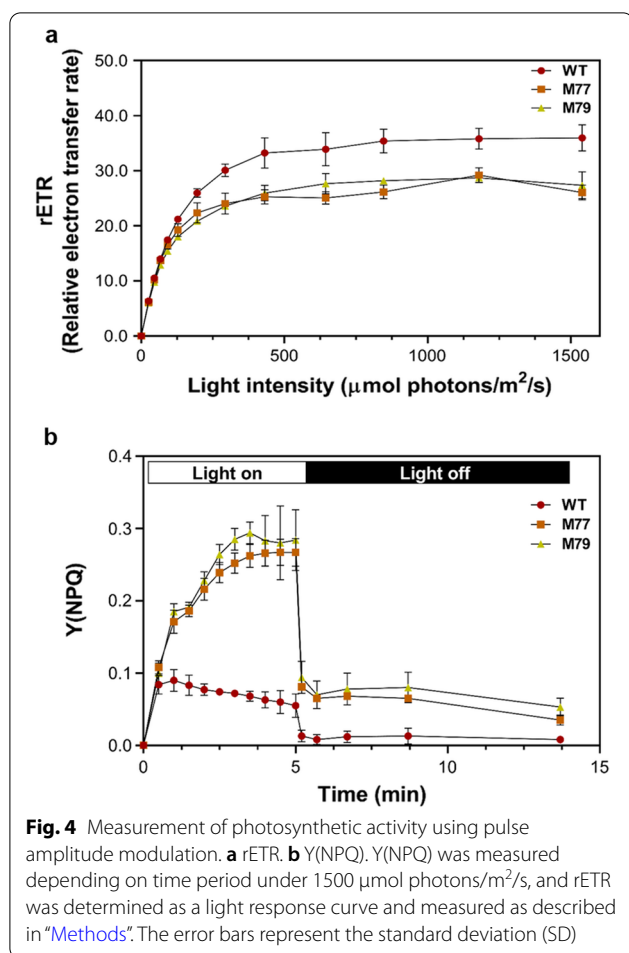 a
50.0
40.0
30.0
20.0
10.0
0.0
rETR
(Relative electron transfer rate)
WT
M77
M79
0 500 1000 1500
Light intensity (μmol photons/m²/s)
b
0.4
0.3
0.2
0.1
0.0
Y(NPQ)
Light on Light off
WT
M77
M79
0 5 10 15
Time (min)
Fig. 4 Measurement of photosynthetic activity using pulse
amplitude modulation. a rETR. b Y(NPQ). Y(NPQ) was measured
depending on time period under 1500 μmol photons/m²/s, and rETR
was determined as a light response curve and measured as described
in “Methods”. The error bars represent the standard deviation (SD)